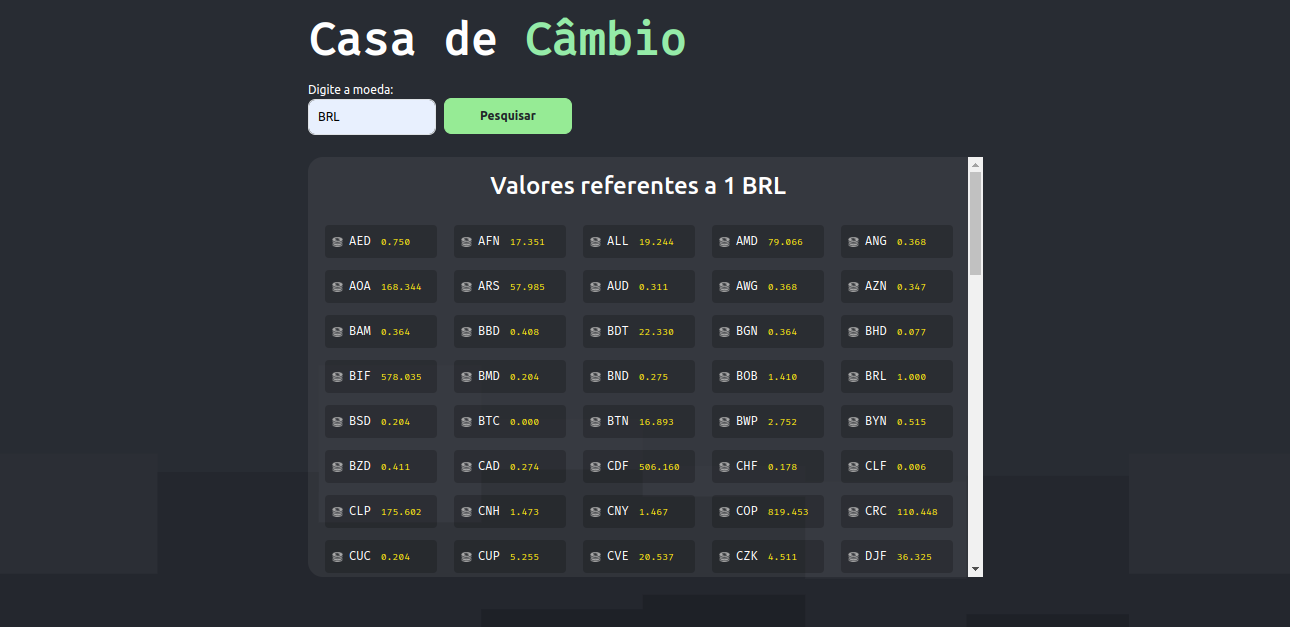 Casa de Câmbio
Digite a moeda:
BRL Pesquisar
Valores referentes a 1 BRL
AED 0.750 AFN 17.351 ALL 19.244 AMD 79.066 ANG 0.368
AOA 168.344 ARS 57.985 AUD 0.311 AWG 0.368 AZN 0.347
BAM 0.364 BBD 0.408 BDT 22.330 BGN 0.364 BHD 0.077
BIF 578.035 BMD 0.204 BND 0.275 BOB 1.410 BRL 1.000
BSD 0.204 BTC 0.000 BTN 16.893 BWP 2.752 BYN 0.515
BZD 0.411 CAD 0.274 CDF 506.160 CHF 0.178 CLF 0.006
CLP 175.602 CNH 1.473 CNY 1.467 COP 819.453 CRC 110.448
CUC 0.204 CUP 5.255 CVE 20.537 CZK 4.511 DJF 36.325